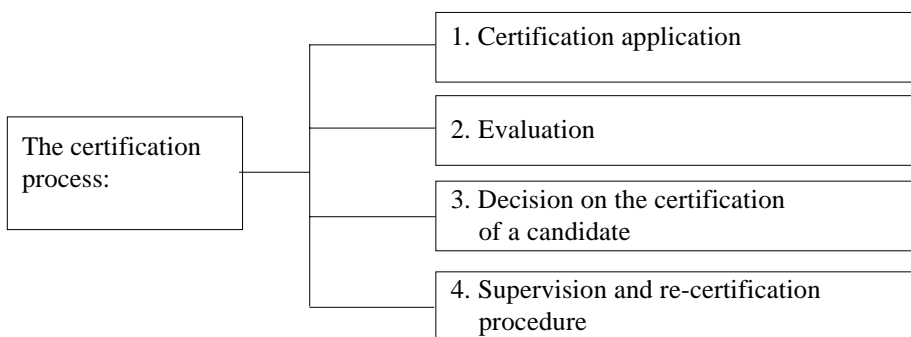 The certification
process:
1. Certification application
2. Evaluation
3. Decision on the certification
of a candidate
4. Supervision and re-certification
procedure